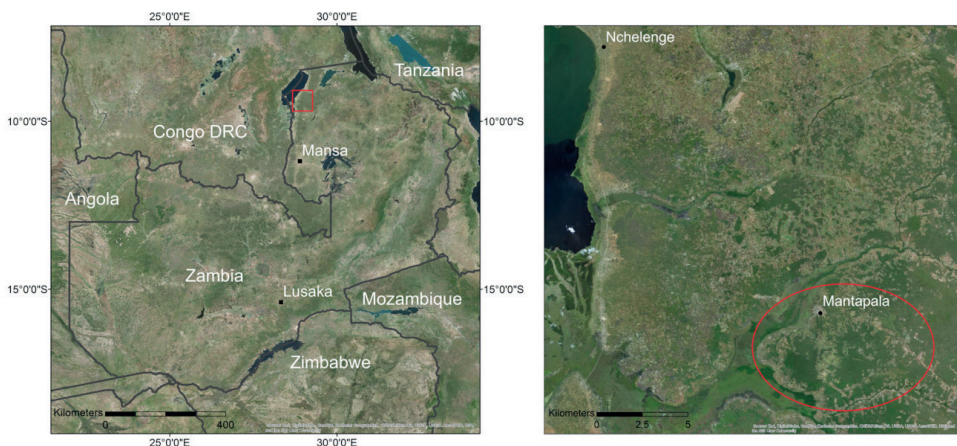 25°0'0"E 30°0'0"E
Tanzania
10°0'0"S 10°0'0"S
Congo DRC
Mansa
Angola
Zambia
15°0'0"S 15°0'0"S
Lusaka
Mozambique
Zimbabwe
Kilometers
0 400
25°0'0"E 30°0'0"E
Nchelenge
Mantapala
Kilometers
0 2.5 5